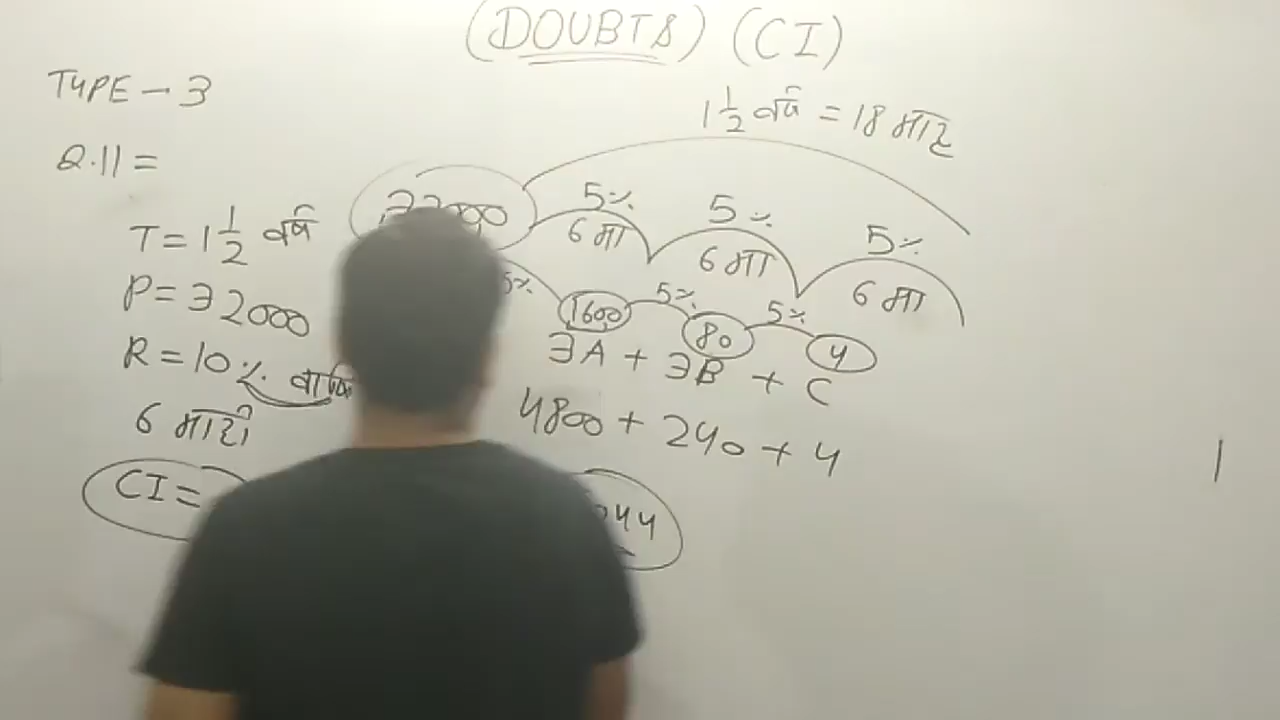 (DOUBTS) (CI)
TYPE - 3
1 1/2 वर्ष = 18 माह
Q.11 =
5% 5% 5%
6 मा 6 मा 6 मा
T = 1 1/2 वर्ष
P = 32000
5% 5%
1600 80 4
R = 10%
3A + 3B + C
6 माही
4800 + 240 + 4
CI =
044